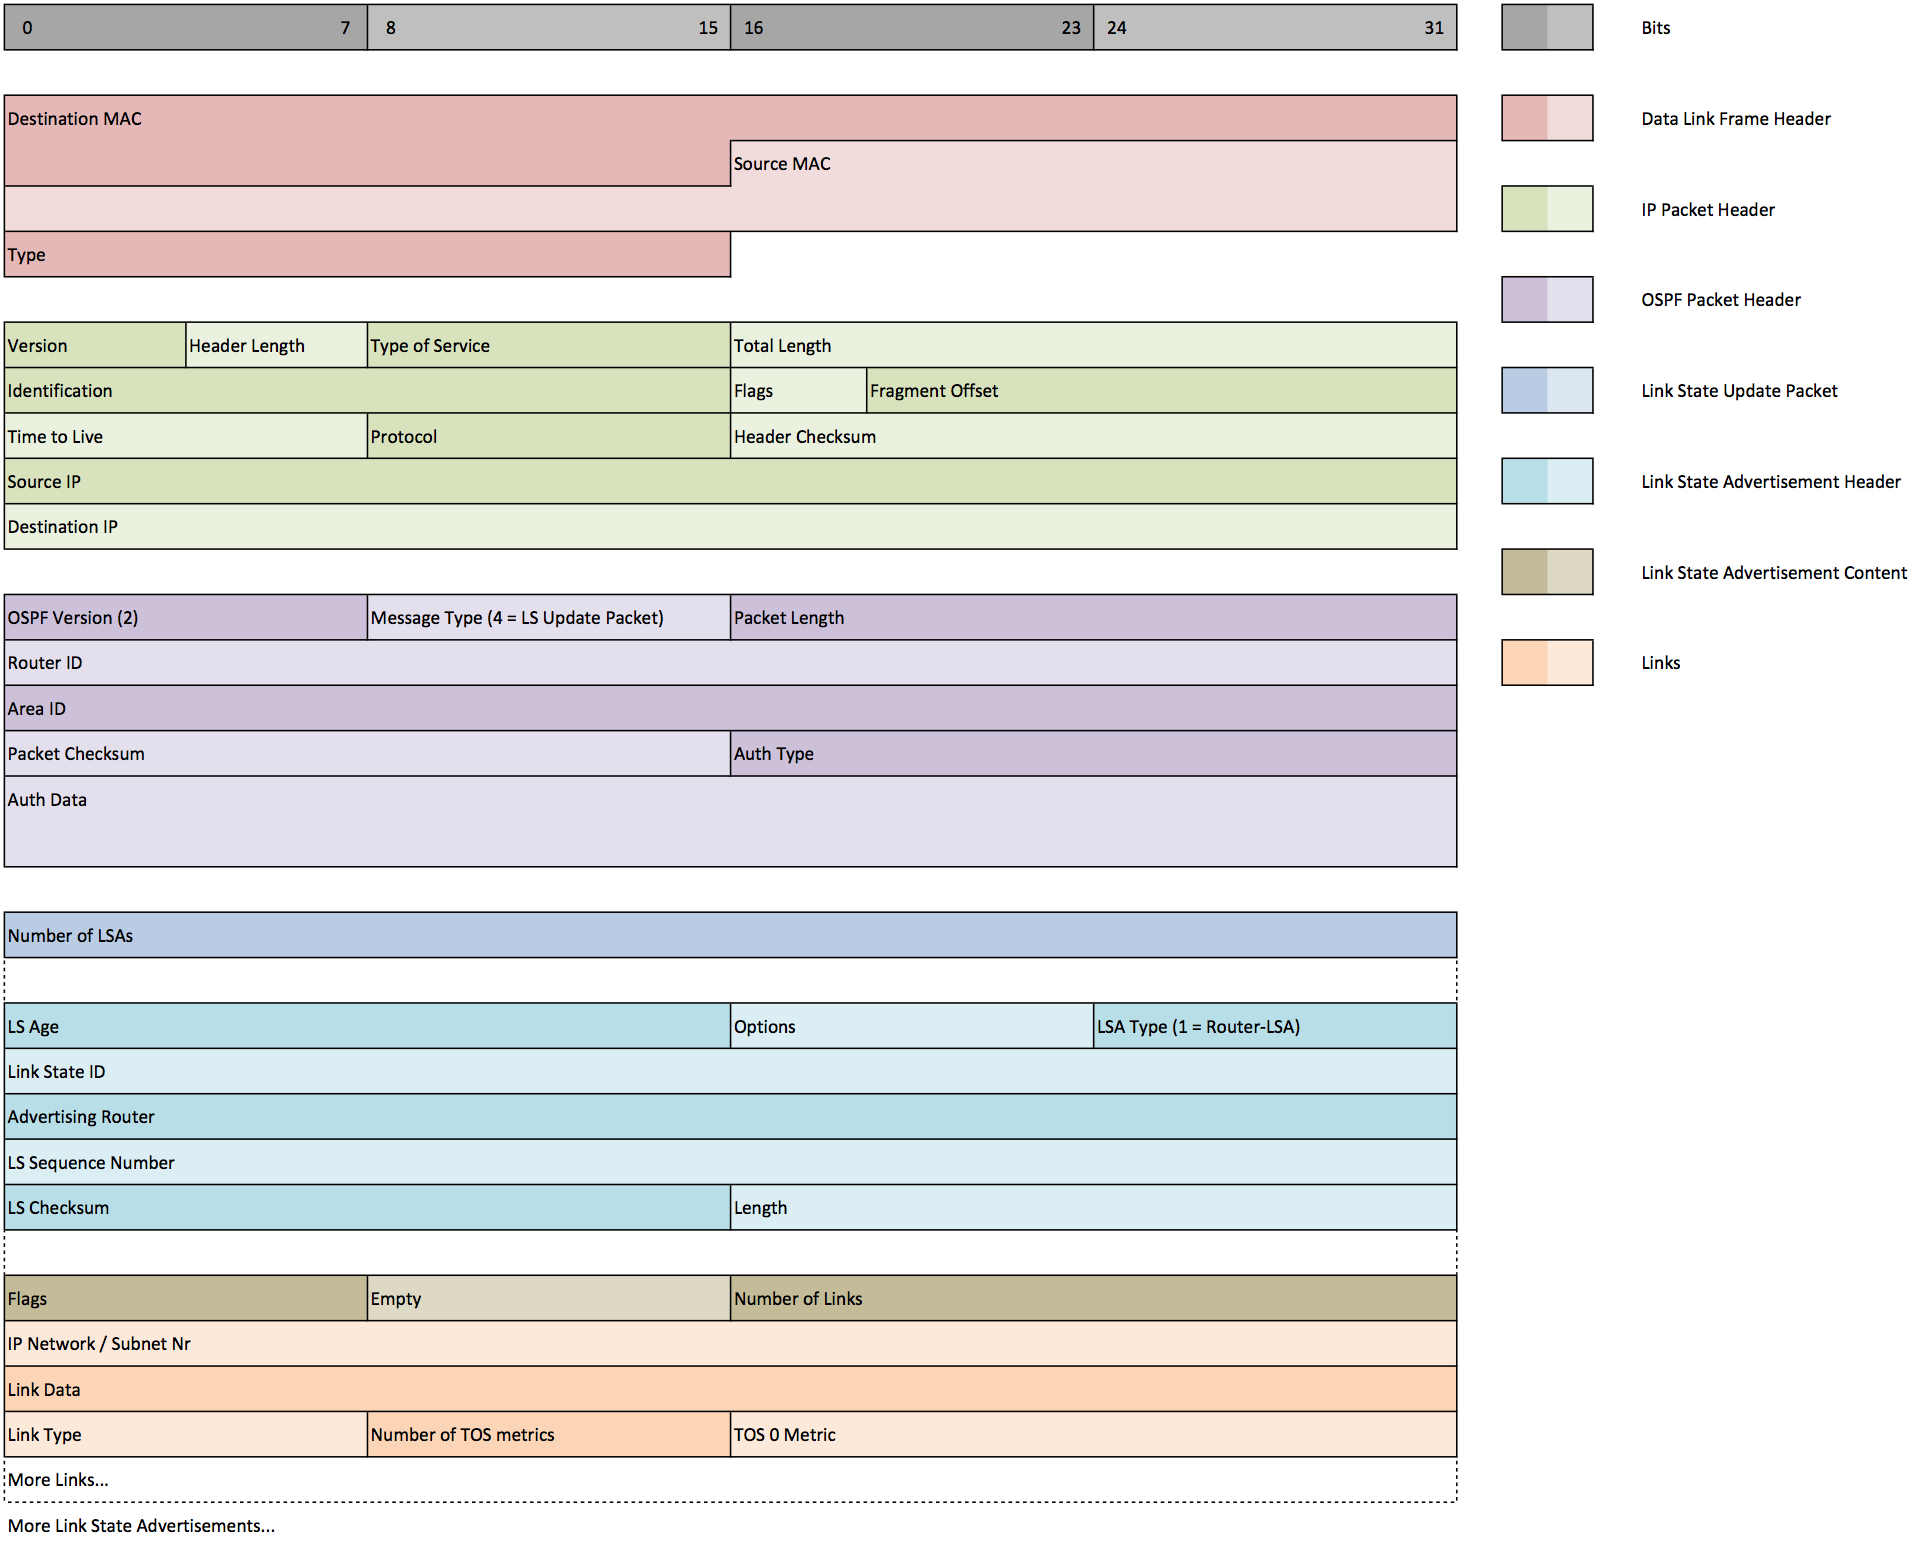 0 7 8 15 16 23 24 31 Bits
Destination MAC Data Link Frame Header
Source MAC
IP Packet Header
Type
OSPF Packet Header
Version Header Length Type of Service Total Length
Identification Flags Fragment Offset Link State Update Packet
Time to Live Protocol Header Checksum
Source IP Link State Advertisement Header
Destination IP
Link State Advertisement Content
OSPF Version (2) Message Type (4 = LS Update Packet) Packet Length
Router ID Links
Area ID
Packet Checksum Auth Type
Auth Data
Number of LSAs
LS Age Options LSA Type (1 = Router-LSA)
Link State ID
Advertising Router
LS Sequence Number
LS Checksum Length
Flags Empty Number of Links
IP Network / Subnet Nr
Link Data
Link Type Number of TOS metrics TOS 0 Metric
More Links...
More Link State Advertisements...